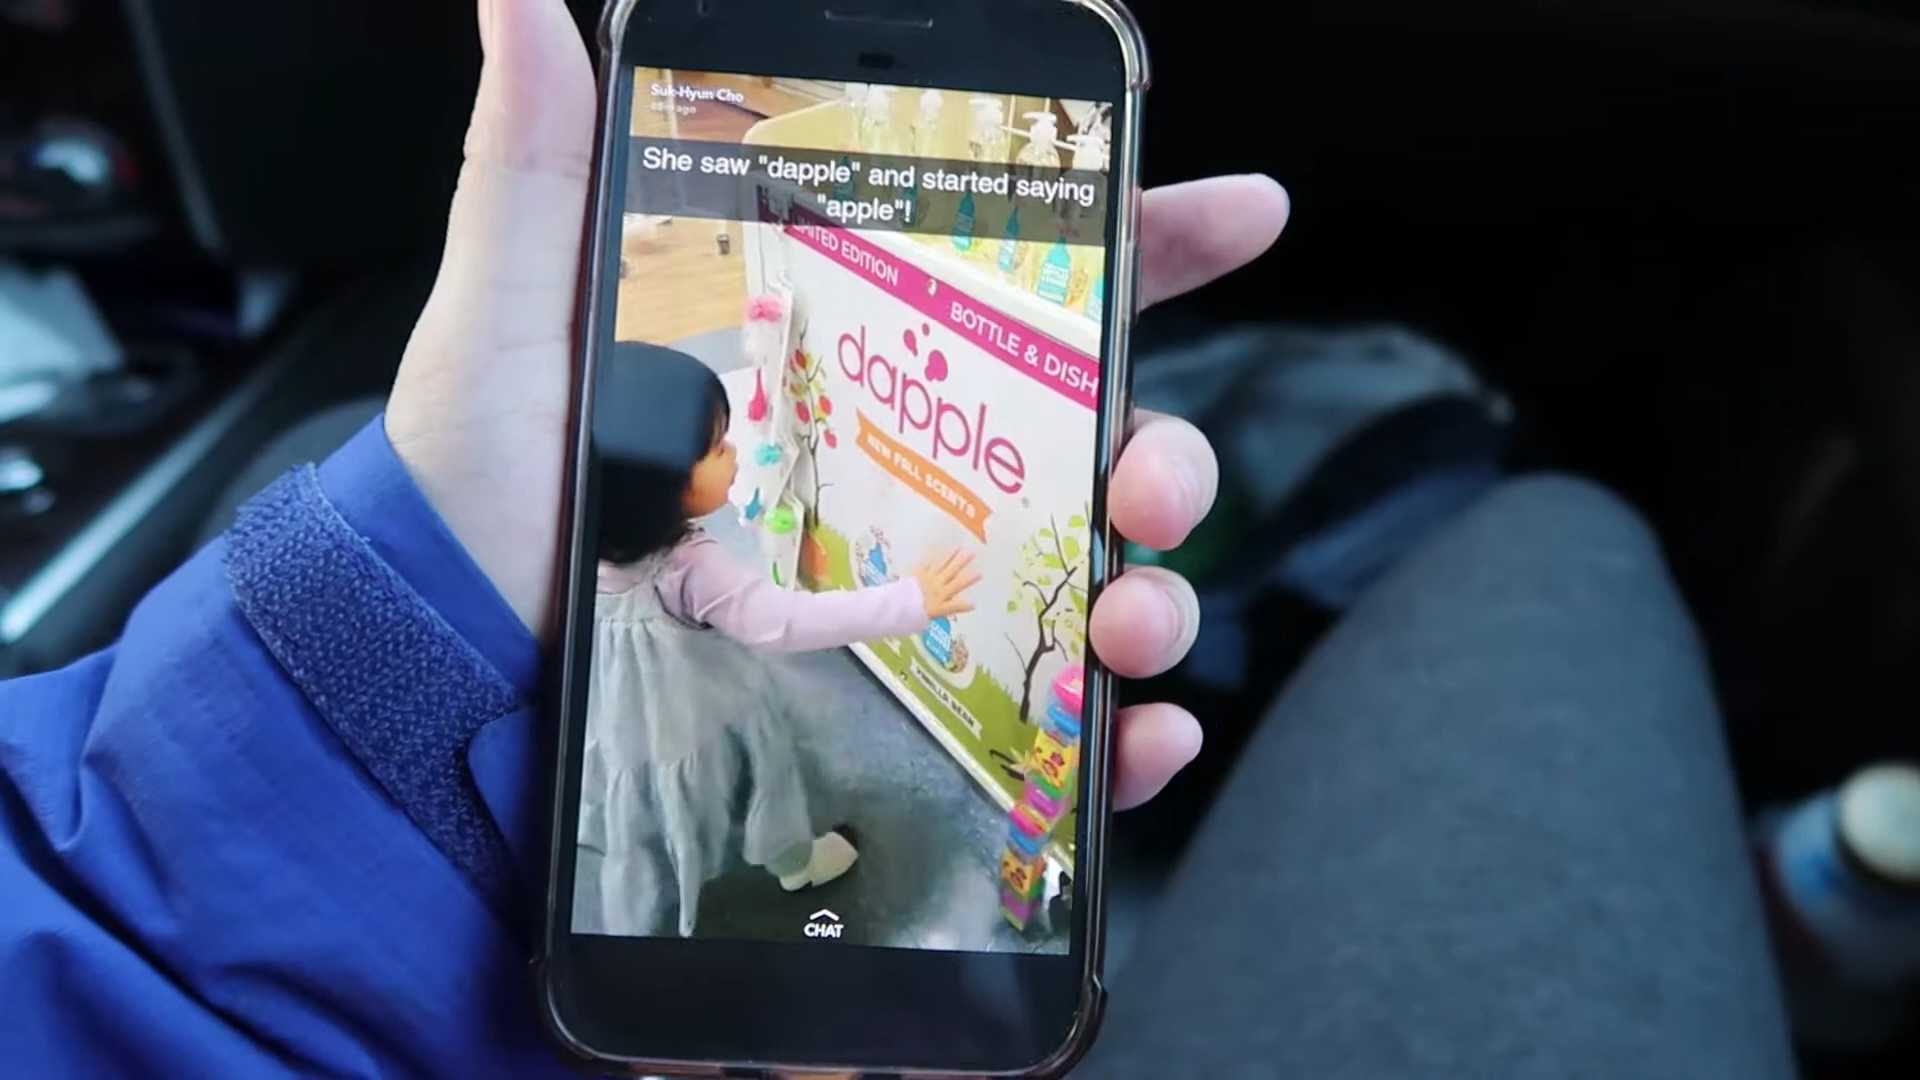 Suk-Hyun Cho
ago
She saw "dapple" and started saying
"apple"!
LIMITED EDITION
BOTTLE & DISH
dapple
NEW FALL SCENTS
VANILLA BEAN
CHAT